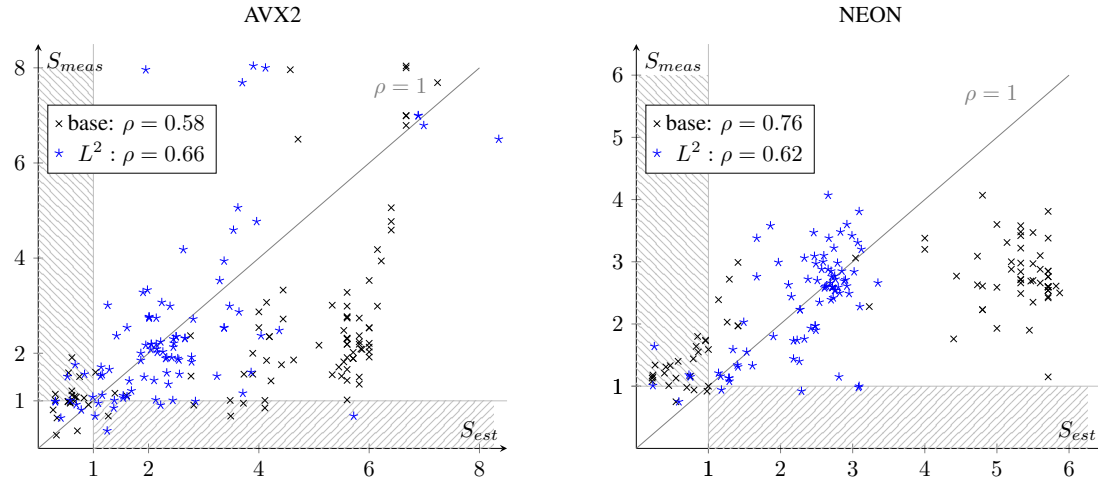 AVX2
S_meas
8
6
4
2
1
ρ = 1
base: ρ = 0.58
L² : ρ = 0.66
S_est
1 2 4 6 8
NEON
S_meas
6
5
4
3
2
1
ρ = 1
base: ρ = 0.76
L² : ρ = 0.62
S_est
1 2 3 4 5 6